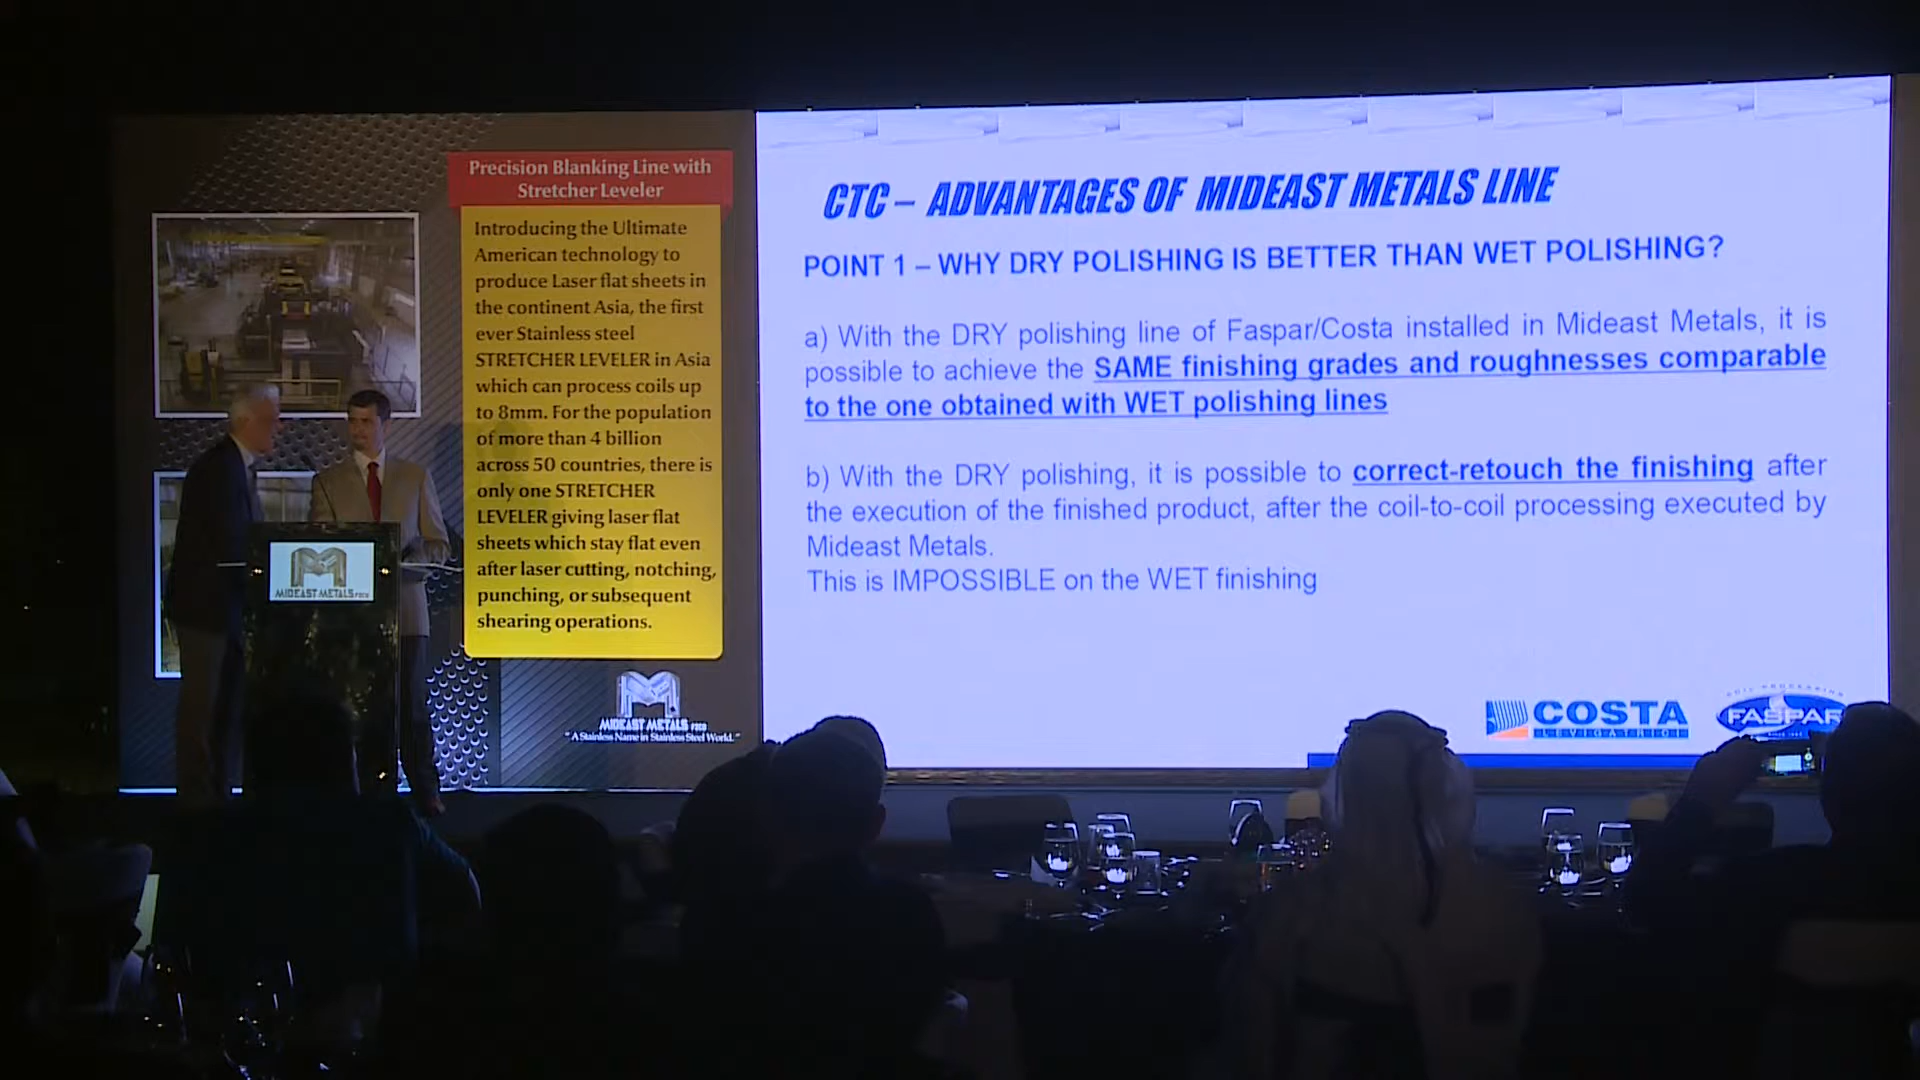 Precision Blanking Line with
Stretcher Leveler
Introducing the Ultimate
American technology to
produce Laser flat sheets in
the continent Asia, the first
ever Stainless steel
STRETCHER LEVELER in Asia
which can process coils up
to 8mm. For the population
of more than 4 billion
across 50 countries, there is
only one STRETCHER
LEVELER giving laser flat
sheets which stay flat even
after laser cutting, notching,
punching, or subsequent
shearing operations.
MIDEAST METALS FZCO
"A Stainless Name in Stainless Steel World."
MIDEAST METALS FZCO
CTC – ADVANTAGES OF MIDEAST METALS LINE
POINT 1 – WHY DRY POLISHING IS BETTER THAN WET POLISHING?
a) With the DRY polishing line of Faspar/Costa installed in Mideast Metals, it is
possible to achieve the SAME finishing grades and roughnesses comparable
to the one obtained with WET polishing lines
b) With the DRY polishing, it is possible to correct-retouch the finishing after
the execution of the finished product, after the coil-to-coil processing executed by
Mideast Metals.
This is IMPOSSIBLE on the WET finishing
COSTA
LEVIGATRICI
COIL PROCESSING
FASPAR